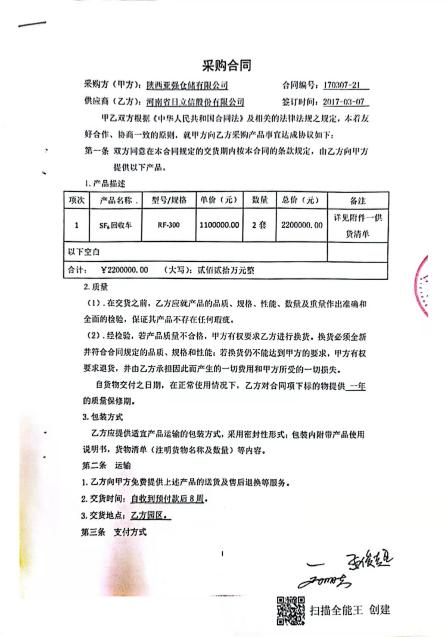 采购合同
采购方（甲方）：陕西亚强仓储有限公司 合同编号：170307-21
供应商（乙方）：河南省日立信股份有限公司 签订时间：2017-03-07
甲乙双方根据《中华人民共和国合同法》及相关的法律法规之规定，本着友
好合作、协商一致的原则，就甲方向乙方采购产品事宜达成协议如下：
第一条 双方同意在本合同规定的交货期内按本合同的条款规定，由乙方向甲方
提供以下产品。
1.产品描述
项次 产品名称 型号/规格 单价（元） 数量 总价（元） 备注
1 SF₆回收车 RF-300 1100000.00 2套 2200000.00 详见附件一供
货清单
以下空白
合计： ￥2200000.00 （大写）：贰佰贰拾万元整
2.质量
（1）.在交货之前，乙方应就产品的品质、规格、性能、数量及重量作出准确和
全面的检验，保证其产品不存在任何瑕疵。
（2）.经检验，若产品质量不合格，甲方有权要求乙方进行换货。换货必须全新
并符合合同规定的品质、规格和性能；若换货仍不能达到甲方的要求，甲方有权
要求退货，并由乙方承担因此而产生的一切费用和甲方所受的一切损失。
自货物交付之日期，在正常使用情况下，乙方对合同项下标的物提供 一年
的质量保修期。
3.包装方式
乙方应提供适宜产品运输的包装方式，采用密封性形式；包装内附带产品使用
说明书，货物清单（注明货物名称及数量）等内容。
第二条 运输
1.乙方向甲方免费提供上述产品的送货及售后退换等服务。
2.交货时间：自收到预付款后8周。
3.交货地点：乙方园区。
第三条 支付方式
1
扫描全能王 创建